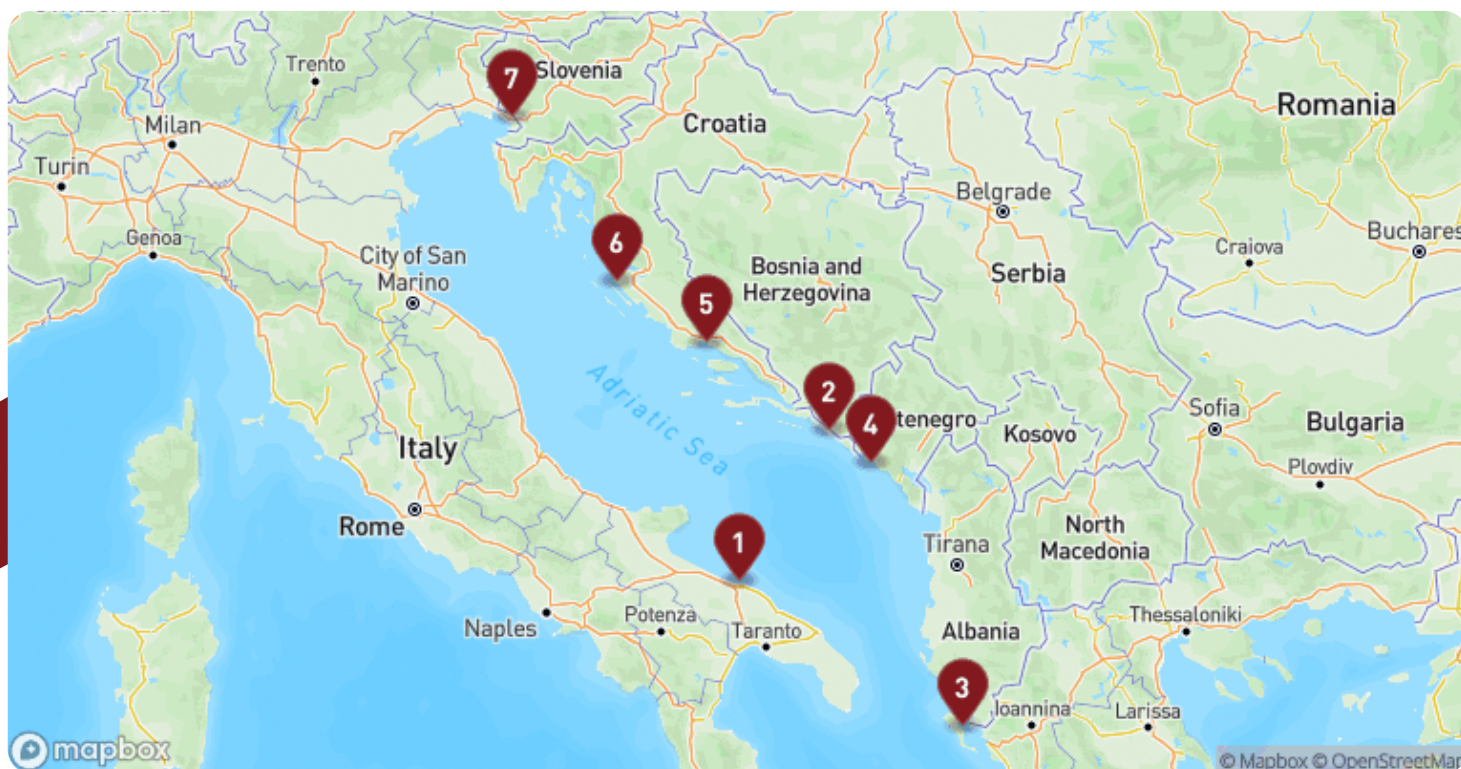 Trento
7
Slovenia
Romania
Milan
Croatia
Turin
Belgrade
Genoa
6
City of San
Marino
Bosnia and
Herzegovina
Serbia
Craiova
Buchares
5
Adriatic Sea
2
4
tenegro
Kosovo
Sofia
Bulgaria
Italy
Plovdiv
Rome
1
North
Macedonia
Tirana
Naples
Potenza
Taranto
Albania
Thessaloniki
3
Ioannina
Larissa
mapbox
© Mapbox © OpenStreetMap